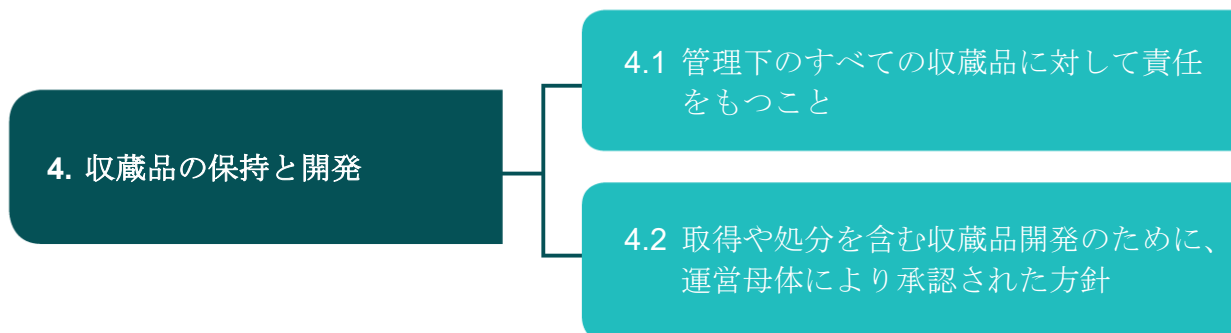 4.1 管理下のすべての収蔵品に対して責任
をもつこと
4. 収蔵品の保持と開発
4.2 取得や処分を含む収蔵品開発のために、
運営母体により承認された方針